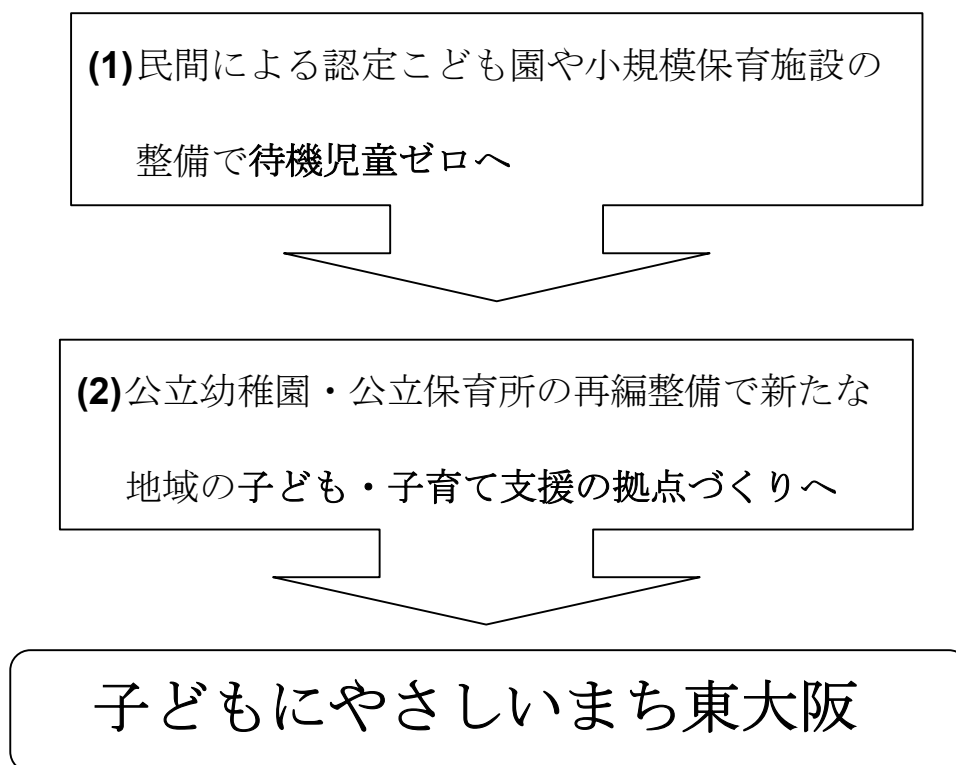 (1)民間による認定こども園や小規模保育施設の
整備で待機児童ゼロへ
(2)公立幼稚園・公立保育所の再編整備で新たな
地域の子ども・子育て支援の拠点づくりへ
子どもにやさしいまち東大阪